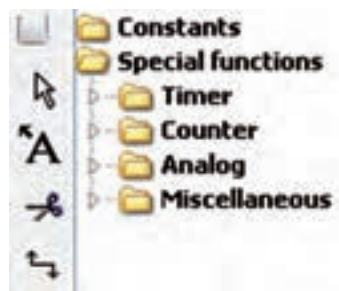 Constants
Special functions
Timer
Counter
A Analog
Miscellaneous